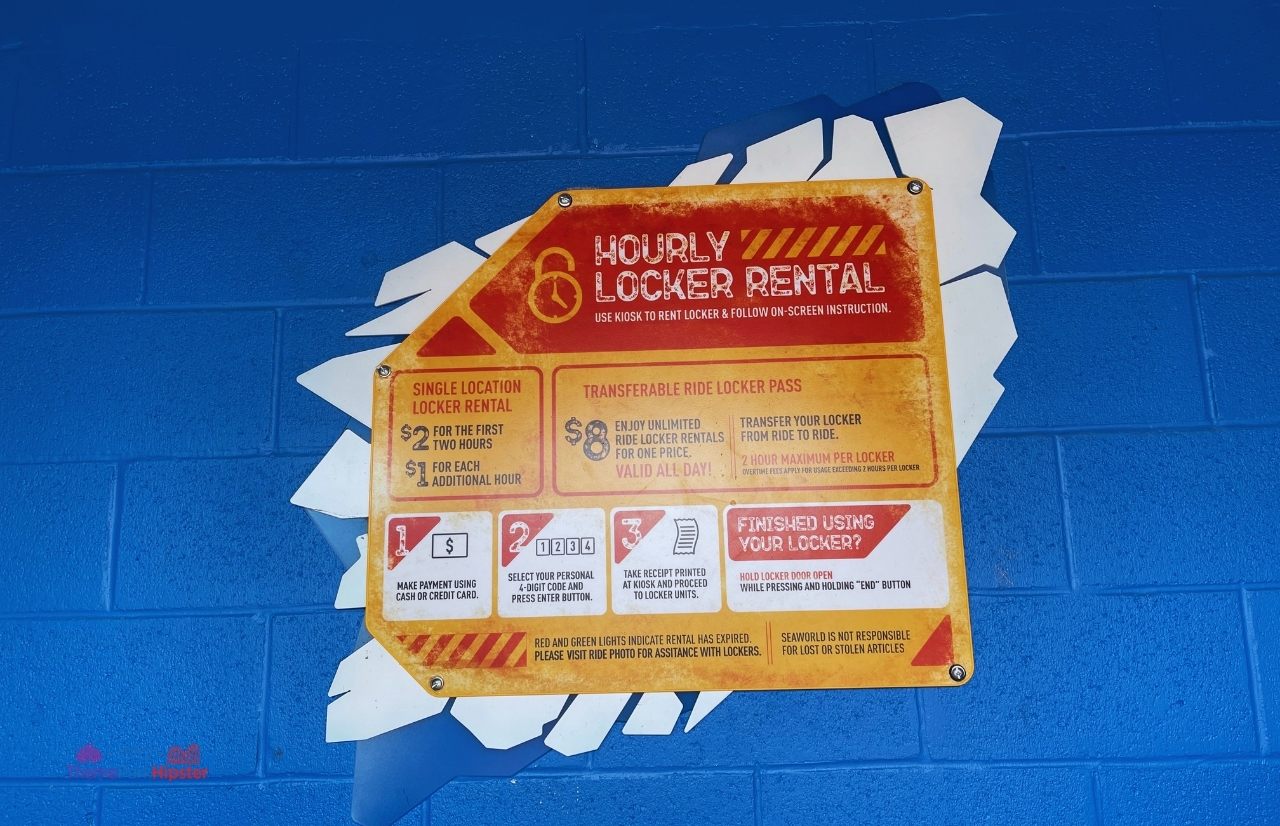 HOURLY
LOCKER RENTAL
USE KIOSK TO RENT LOCKER & FOLLOW ON-SCREEN INSTRUCTION.
SINGLE LOCATION
LOCKER RENTAL
$2 FOR THE FIRST
TWO HOURS
$1 FOR EACH
ADDITIONAL HOUR
TRANSFERABLE RIDE LOCKER PASS
$8 ENJOY UNLIMITED
RIDE LOCKER RENTALS
FOR ONE PRICE.
VALID ALL DAY!
TRANSFER YOUR LOCKER
FROM RIDE TO RIDE.
2 HOUR MAXIMUM PER LOCKER
OVERTIME FEES APPLY FOR USAGE EXCEEDING 2 HOURS PER LOCKER
1
$
MAKE PAYMENT USING
CASH OR CREDIT CARD.
2
1 2 3 4
SELECT YOUR PERSONAL
4-DIGIT CODE AND
PRESS ENTER BUTTON.
3
TAKE RECEIPT PRINTED
AT KIOSK AND PROCEED
TO LOCKER UNITS.
FINISHED USING
YOUR LOCKER?
HOLD LOCKER DOOR OPEN
WHILE PRESSING AND HOLDING "END" BUTTON
RED AND GREEN LIGHTS INDICATE RENTAL HAS EXPIRED.
PLEASE VISIT RIDE PHOTO FOR ASSITANCE WITH LOCKERS.
SEAWORLD IS NOT RESPONSIBLE
FOR LOST OR STOLEN ARTICLES
Hipster